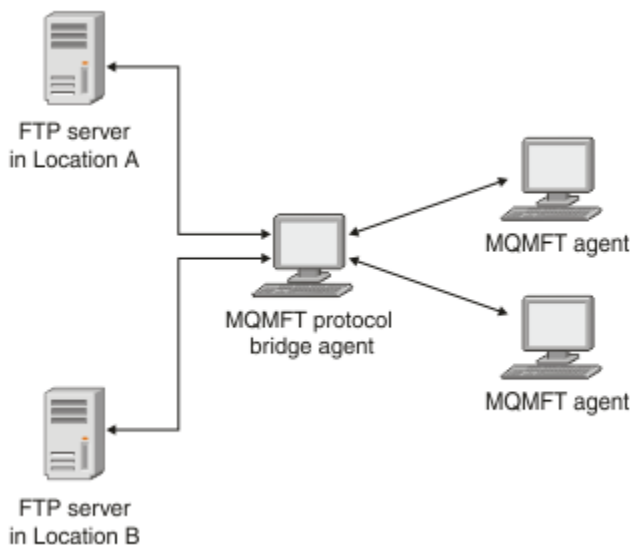 FTP server
in Location A
MQMFT agent
MQMFT protocol
bridge agent
MQMFT agent
FTP server
in Location B